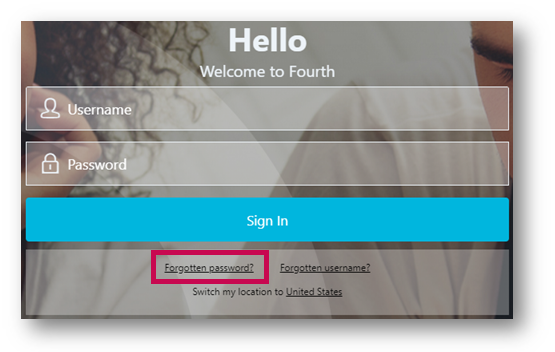 Hello
Welcome to Fourth
Username
Password
Sign In
Forgotten password? Forgotten username?
Switch my location to United States